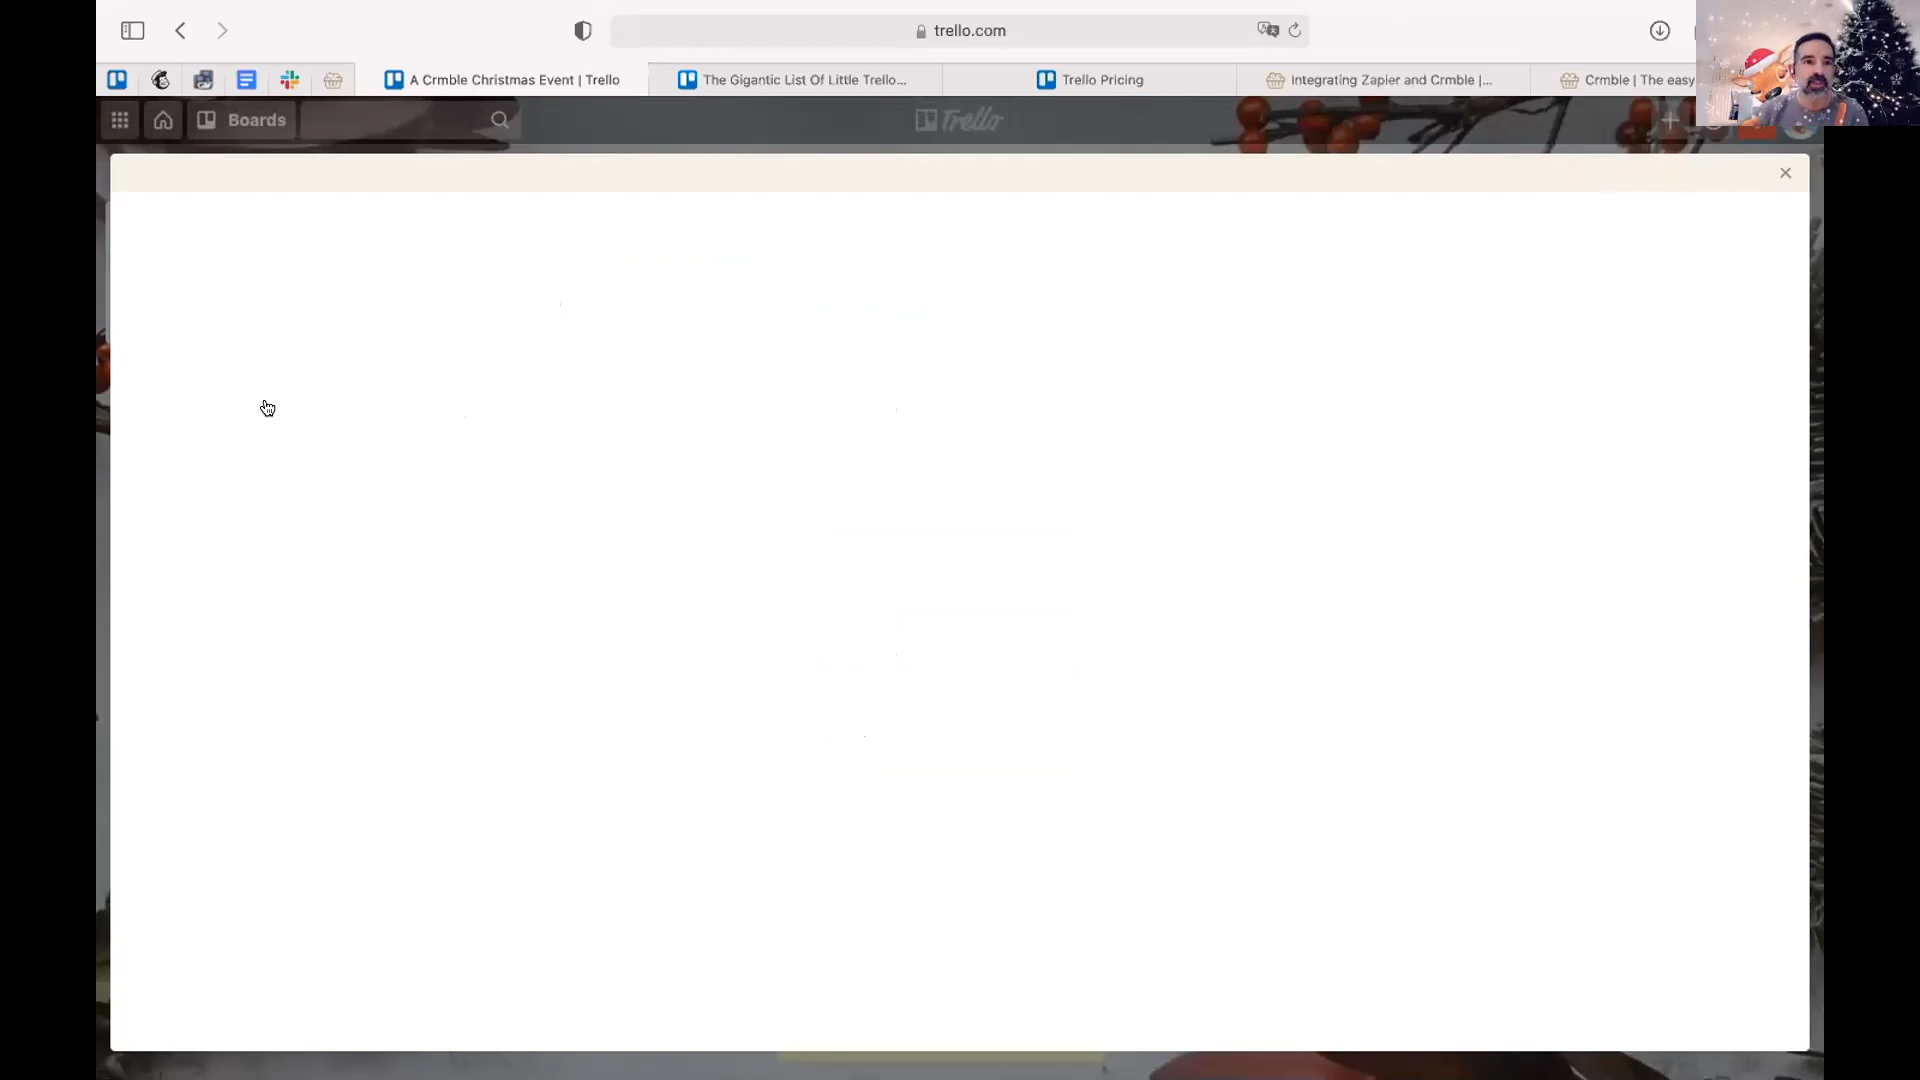 trello.com
A Crmble Christmas Event | Trello
The Gigantic List Of Little Trello...
Trello Pricing
Integrating Zapier and Crmble |...
Crmble | The easy
Boards
Trello